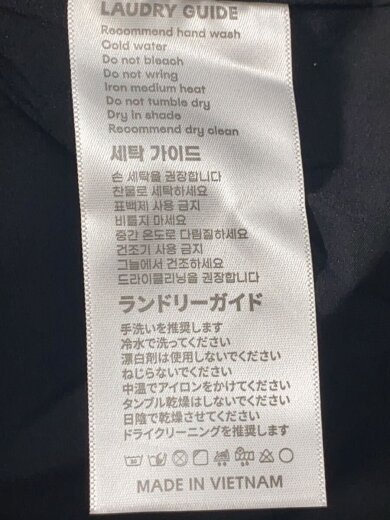 LAUDRY GUIDE
Recommend hand wash
Cold water
Do not bleach
Do not wring
Iron medium heat
Do not tumble dry
Dry in shade
Recommend dry clean
세탁 가이드
손 세탁을 권장합니다
찬물로 세탁하세요
표백제 사용 금지
비틀지 마세요
중간 온도로 다림질하세요
건조기 사용 금지
그늘에서 건조하세요
드라이클리닝을 권장합니다
ランドリーガイド
手洗いを推奨します
冷水で洗ってください
漂白剤は使用しないでください
ねじらないでください
中温でアイロンをかけてください
タンブル乾燥はしないでください
日陰で乾燥させてください
ドライクリーニングを推奨します
MADE IN VIETNAM